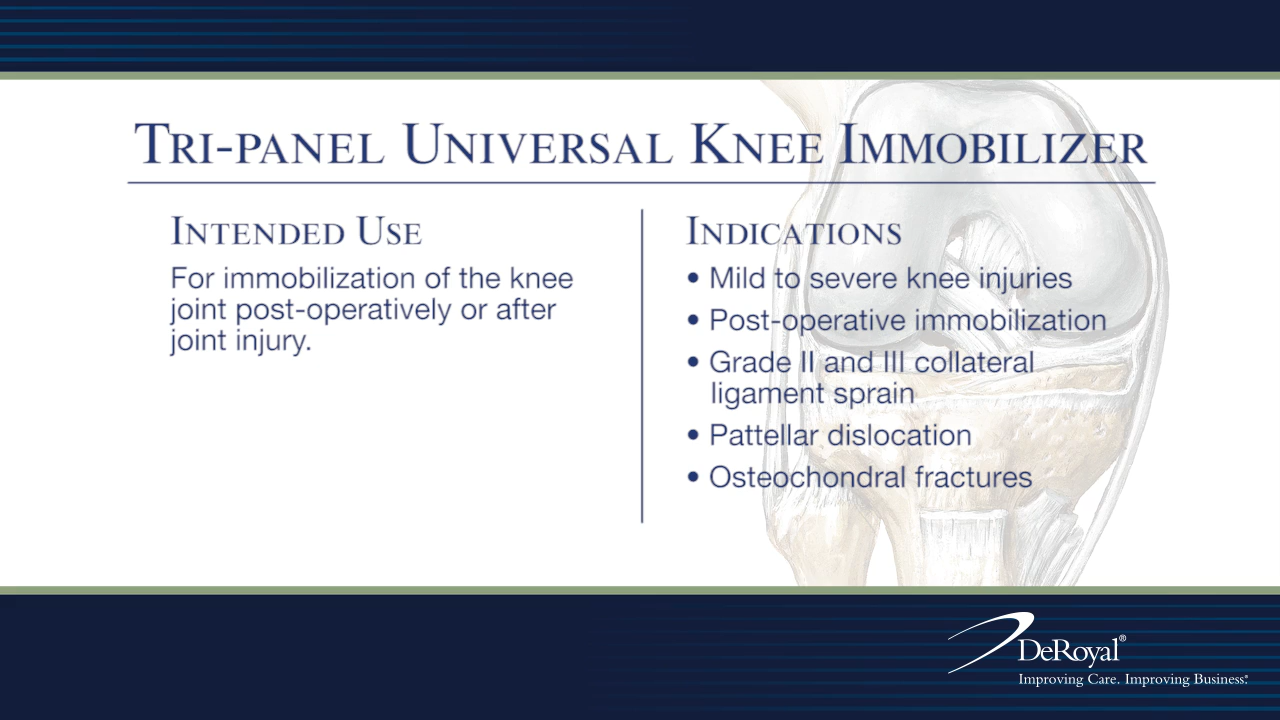 Tri-panel Universal Knee Immobilizer
Intended Use
For immobilization of the knee
joint post-operatively or after
joint injury.
Indications
• Mild to severe knee injuries
• Post-operative immobilization
• Grade II and III collateral
ligament sprain
• Pattellar dislocation
• Osteochondral fractures
DeRoyal®
Improving Care. Improving Business.®